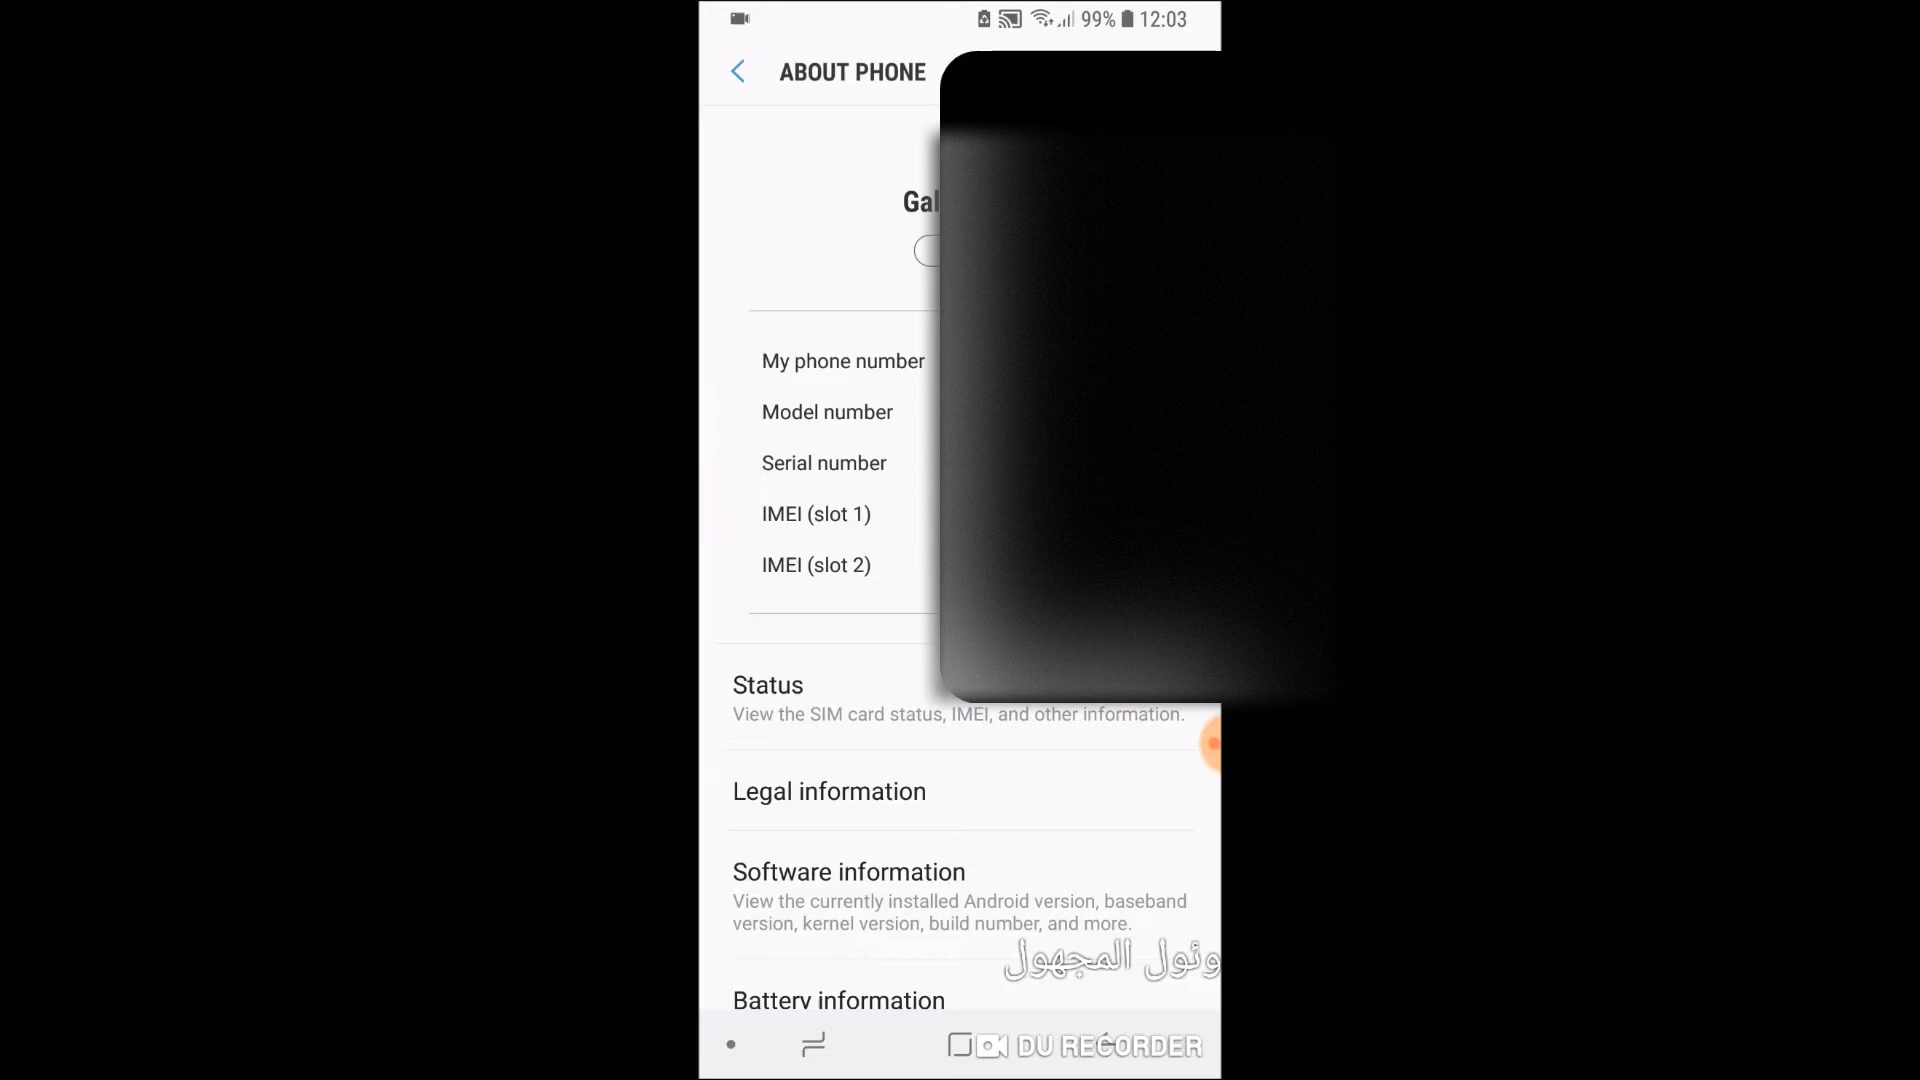 99% 12:03
ABOUT PHONE
Gal
My phone number
Model number
Serial number
IMEI (slot 1)
IMEI (slot 2)
Status
View the SIM card status, IMEI, and other information.
Legal information
Software information
View the currently installed Android version, baseband
version, kernel version, build number, and more.
وئول المجهول
Battery information
DU RECORDER